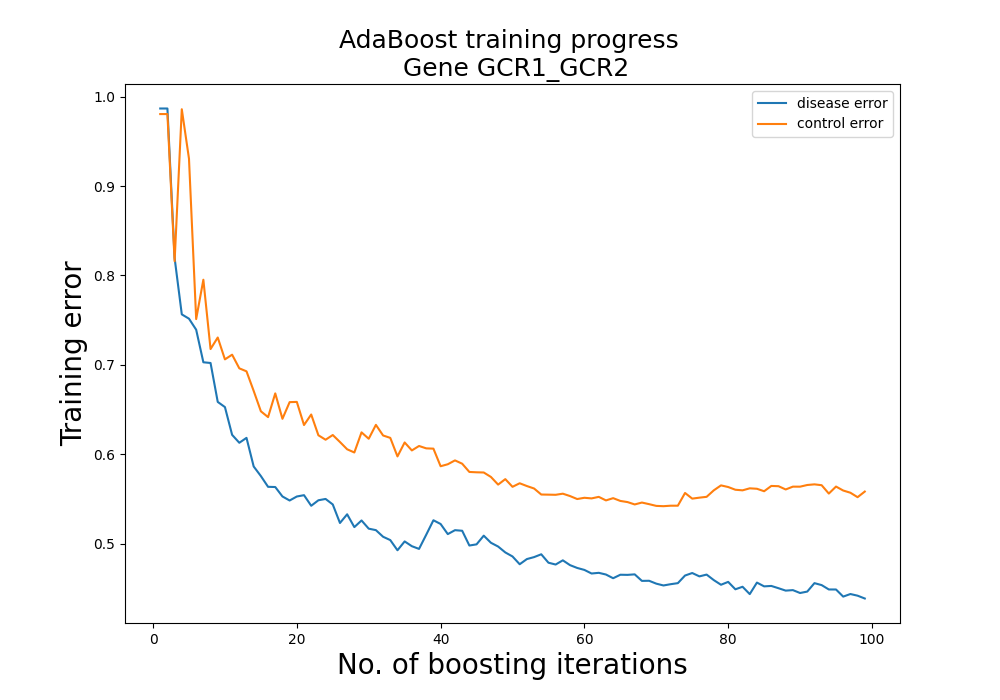 AdaBoost training progress
Gene GCR1_GCR2
disease error
control error
Training error
1.0
0.9
0.8
0.7
0.6
0.5
0
20
40
60
80
100
No. of boosting iterations